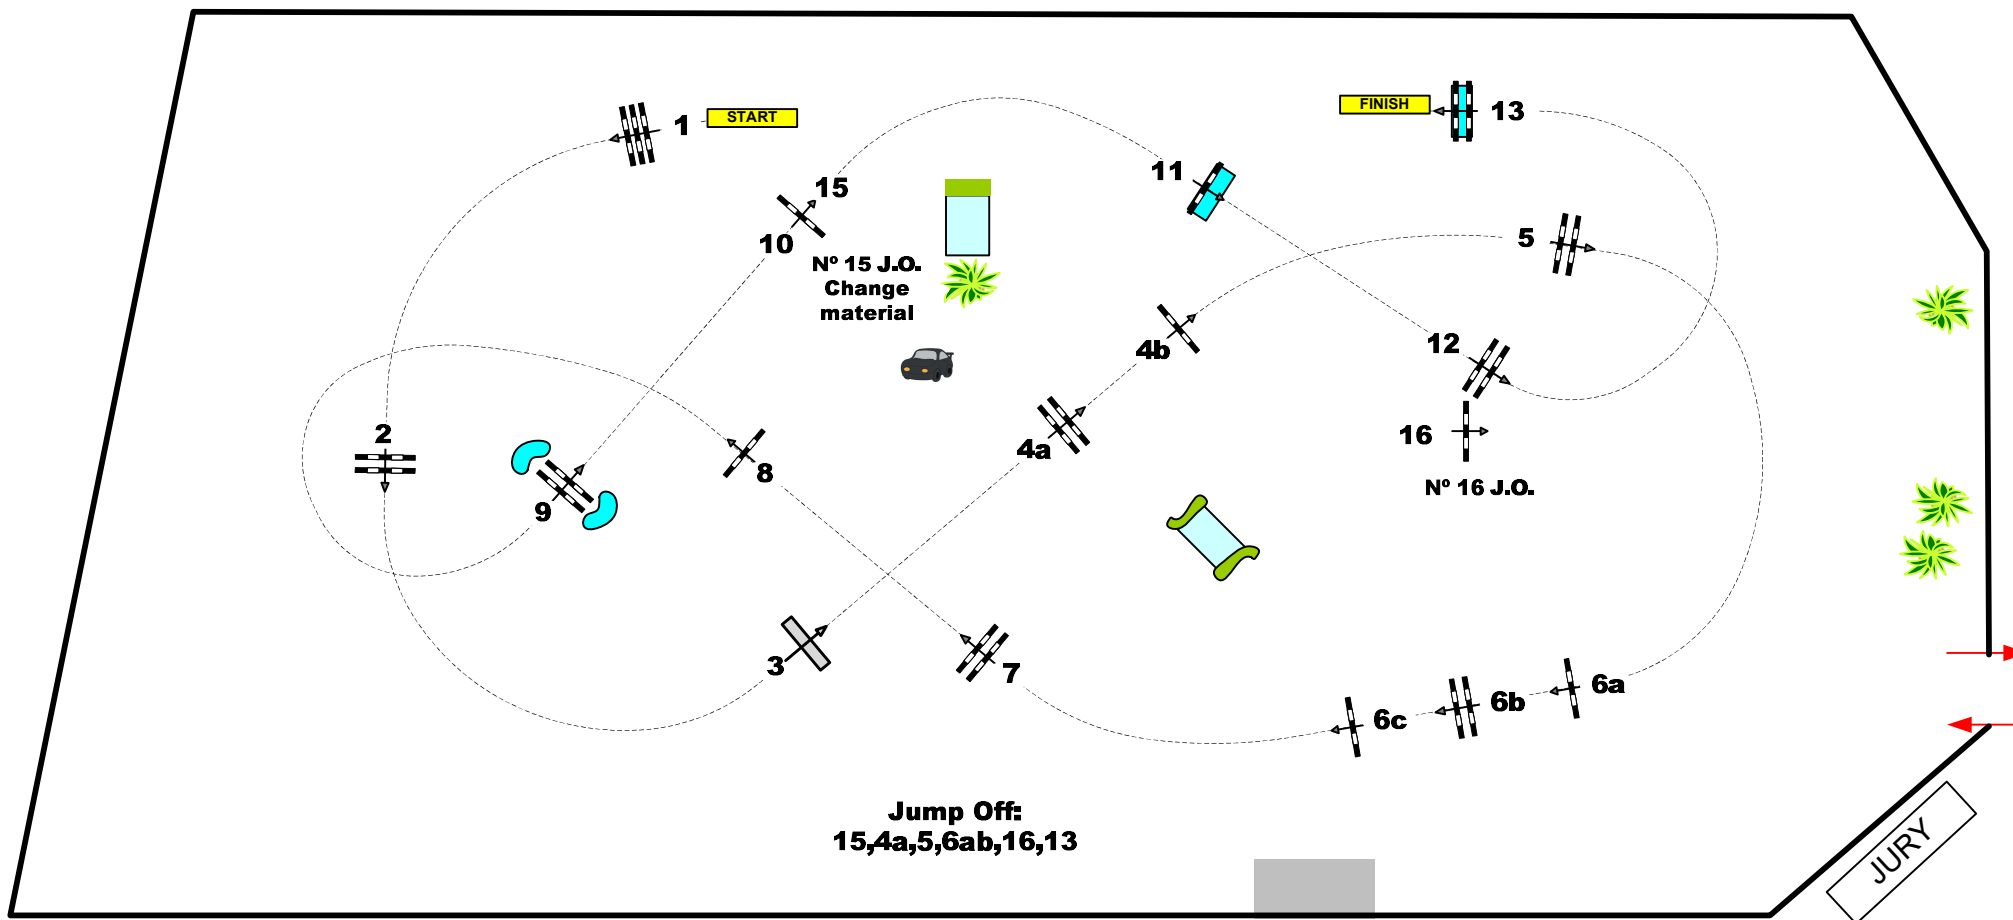 1
START
FINISH
13
11
15
10
5
Nº 15 J.O.
Change
material
4b
12
2
16
4a
8
9
Nº 16 J.O.
3
7
6a
6b
6c
Jump Off:
15,4a,5,6ab,16,13
JURY